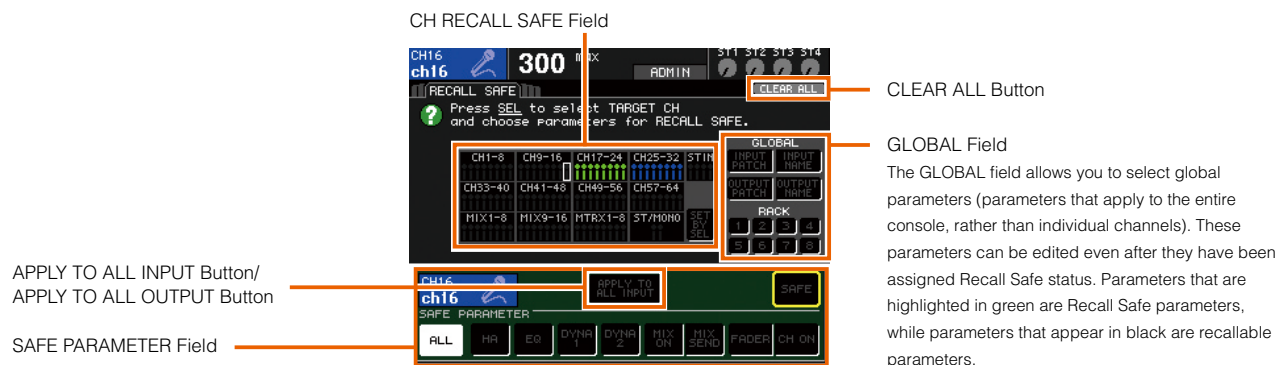 CH RECALL SAFE Field
CH16
ch16
300
ADMIN
ST1 ST2 ST3 ST4
RECALL SAFE
CLEAR ALL
CLEAR ALL Button
Press SEL to select TARGET CH
and choose parameters for RECALL SAFE.
CH1-8 CH9-16 CH17-24 CH25-32 STIN
CH33-40 CH41-48 CH49-56 CH57-64
MIX1-8 MIX9-16 MTRX1-8 ST/MONO
SET
BY
SEL
GLOBAL
INPUT PATCH
INPUT NAME
OUTPUT PATCH
OUTPUT NAME
RACK
1 2 3 4
5 6 7 8
GLOBAL Field
The GLOBAL field allows you to select global
parameters (parameters that apply to the entire
console, rather than individual channels). These
parameters can be edited even after they have been
assigned Recall Safe status. Parameters that are
highlighted in green are Recall Safe parameters,
while parameters that appear in black are recallable
parameters.
APPLY TO ALL INPUT Button/
APPLY TO ALL OUTPUT Button
CH16
ch16
APPLY TO
ALL INPUT
SAFE
SAFE PARAMETER
SAFE PARAMETER Field
ALL HA EQ DYNA 1 DYNA 2 MIX ON MIX SEND FADER CH ON